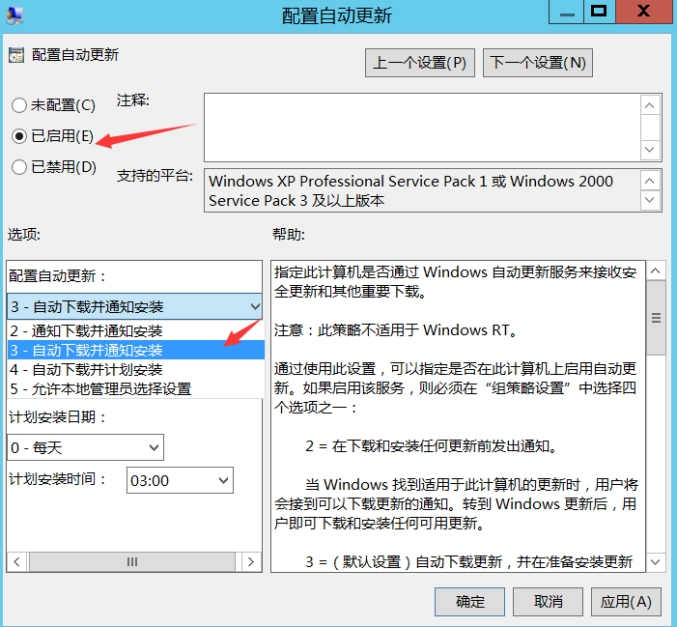 配置自动更新
配置自动更新
上一个设置(P)
下一个设置(N)
未配置(C)
注释:
已启用(E)
已禁用(D)
支持的平台:
Windows XP Professional Service Pack 1 或 Windows 2000
Service Pack 3 及以上版本
选项:
帮助:
配置自动更新：
3 - 自动下载并通知安装
2 - 通知下载并通知安装
3 - 自动下载并通知安装
4 - 自动下载并计划安装
5 - 允许本地管理员选择设置
计划安装日期：
0 - 每天
计划安装时间：
03:00
指定此计算机是否通过 Windows 自动更新服务来接收安
全更新和其他重要下载。
注意：此策略不适用于 Windows RT。
通过使用此设置，可以指定是否在此计算机上启用自动更
新。如果启用该服务，则必须在“组策略设置”中选择四
个选项之一：
2 = 在下载和安装任何更新前发出通知。
当 Windows 找到适用于此计算机的更新时，用户将
会接到可以下载更新的通知。转到 Windows 更新后，用
户即可下载和安装任何可用更新。
3 =（默认设置）自动下载更新，并在准备安装更新
确定
取消
应用(A)